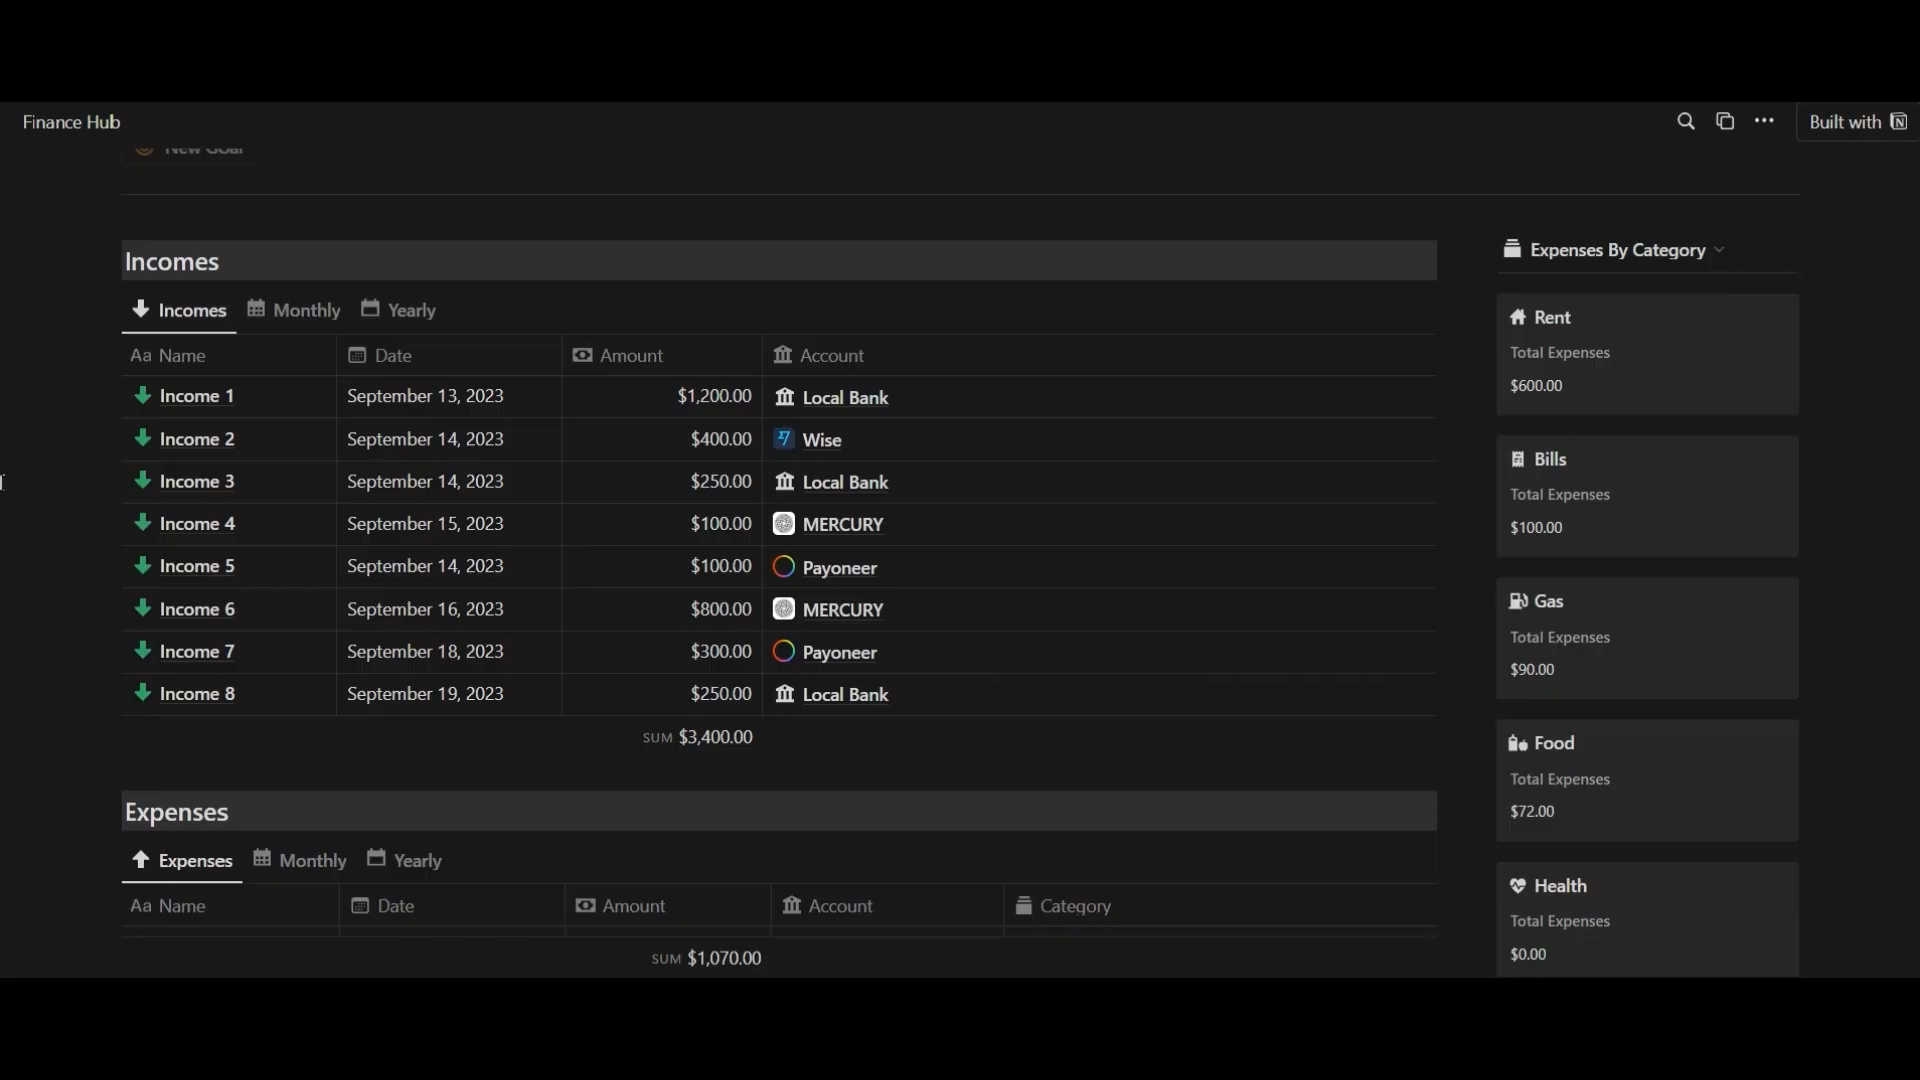 Finance Hub
Built with
New Goal
Incomes
Incomes Monthly Yearly
Aa Name Date Amount Account
Income 1 September 13, 2023 $1,200.00 Local Bank
Income 2 September 14, 2023 $400.00 Wise
Income 3 September 14, 2023 $250.00 Local Bank
Income 4 September 15, 2023 $100.00 MERCURY
Income 5 September 14, 2023 $100.00 Payoneer
Income 6 September 16, 2023 $800.00 MERCURY
Income 7 September 18, 2023 $300.00 Payoneer
Income 8 September 19, 2023 $250.00 Local Bank
SUM $3,400.00
Expenses
Expenses Monthly Yearly
Aa Name Date Amount Account Category
SUM $1,070.00
Expenses By Category
Rent
Total Expenses
$600.00
Bills
Total Expenses
$100.00
Gas
Total Expenses
$90.00
Food
Total Expenses
$72.00
Health
Total Expenses
$0.00